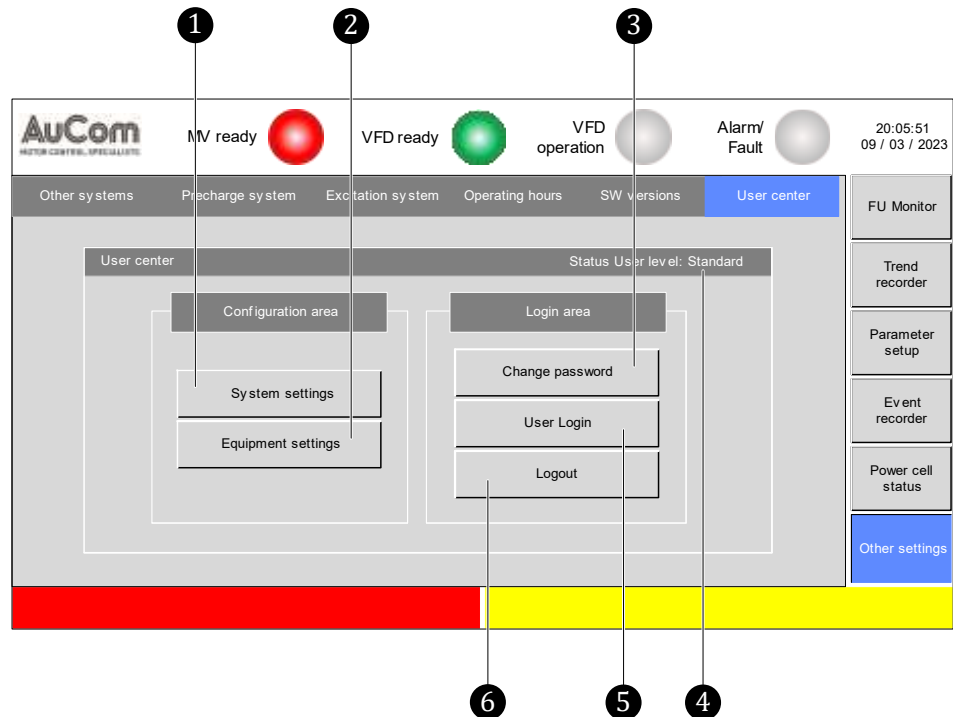 1 2 3
AuCom
MOTOR CONTROL SPECIALISTS
MV ready
VFD ready
VFD
operation
Alarm/
Fault
20:05:51
09 / 03 / 2023
Other systems
Precharge system
Excitation system
Operating hours
SW versions
User center
FU Monitor
User center
Status User level: Standard
Trend
recorder
Configuration area
Login area
Parameter
setup
System settings
Equipment settings
Change password
User Login
Logout
Event
recorder
Power cell
status
Other settings
6 5 4